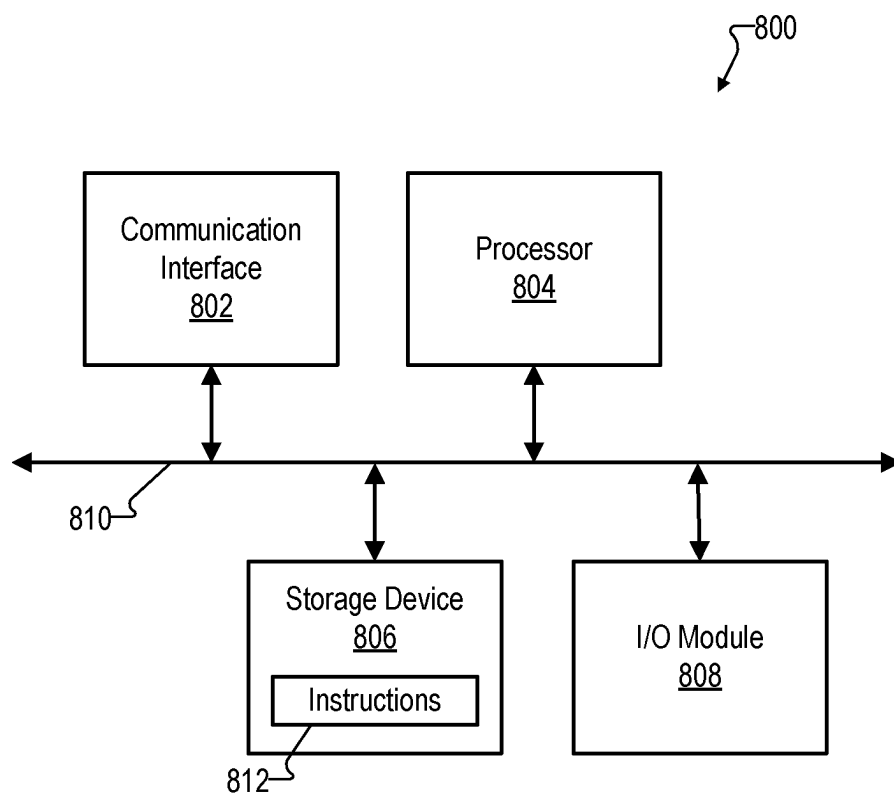 800
Communication
Interface
802
Processor
804
810
Storage Device
806
Instructions
812
I/O Module
808